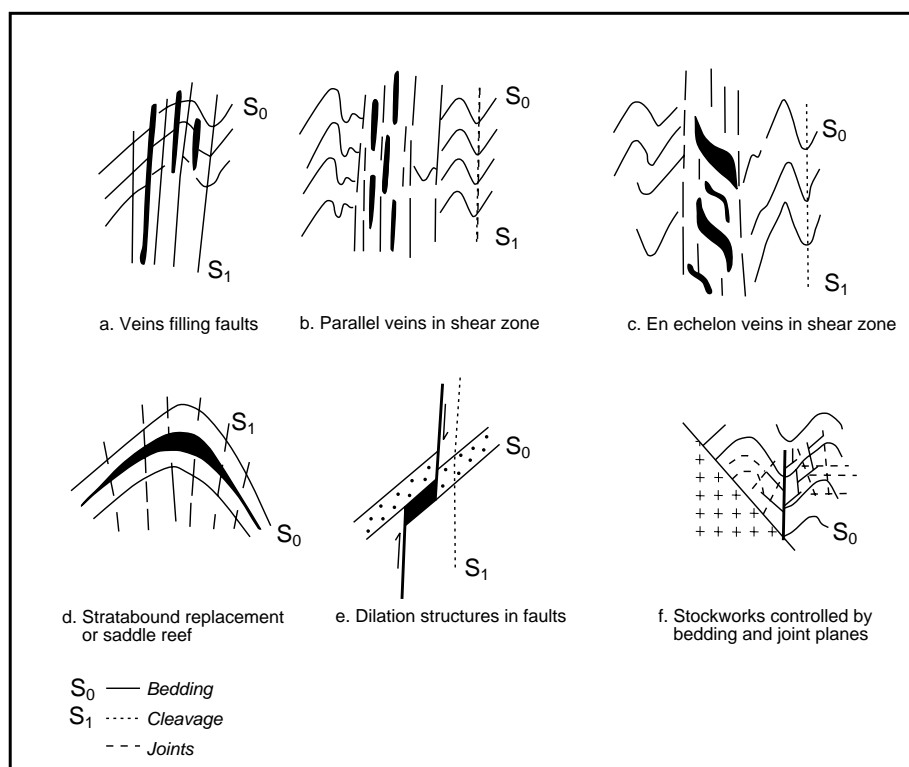 S₀
S₁
a. Veins filling faults
S₀
S₁
b. Parallel veins in shear zone
S₀
S₁
c. En echelon veins in shear zone
S₁
S₀
d. Stratabound replacement
or saddle reef
S₀
S₁
e. Dilation structures in faults
S₀
f. Stockworks controlled by
bedding and joint planes
S₀ Bedding
S₁ Cleavage
Joints